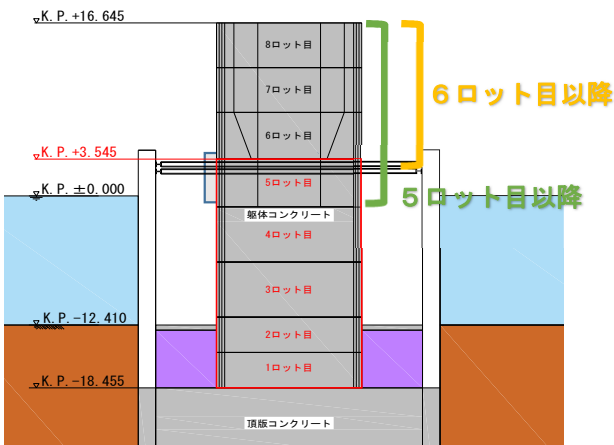 K.P.+16.645
8ロット目
7ロット目
6ロット目以降
6ロット目
K.P.+3.545
5ロット目
K.P.±0.000
5ロット目以降
躯体コンクリート
4ロット目
3ロット目
K.P.-12.410
2ロット目
1ロット目
K.P.-18.455
頂版コンクリート